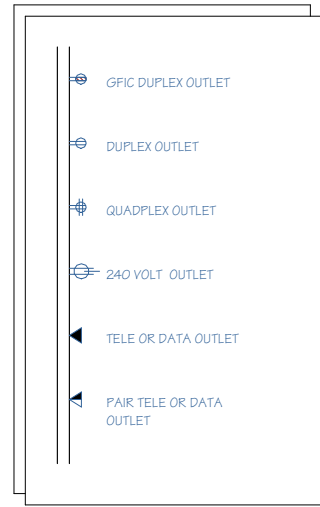 GFIC DUPLEX OUTLET
DUPLEX OUTLET
QUADPLEX OUTLET
240 VOLT OUTLET
TELE OR DATA OUTLET
PAIR TELE OR DATA
OUTLET